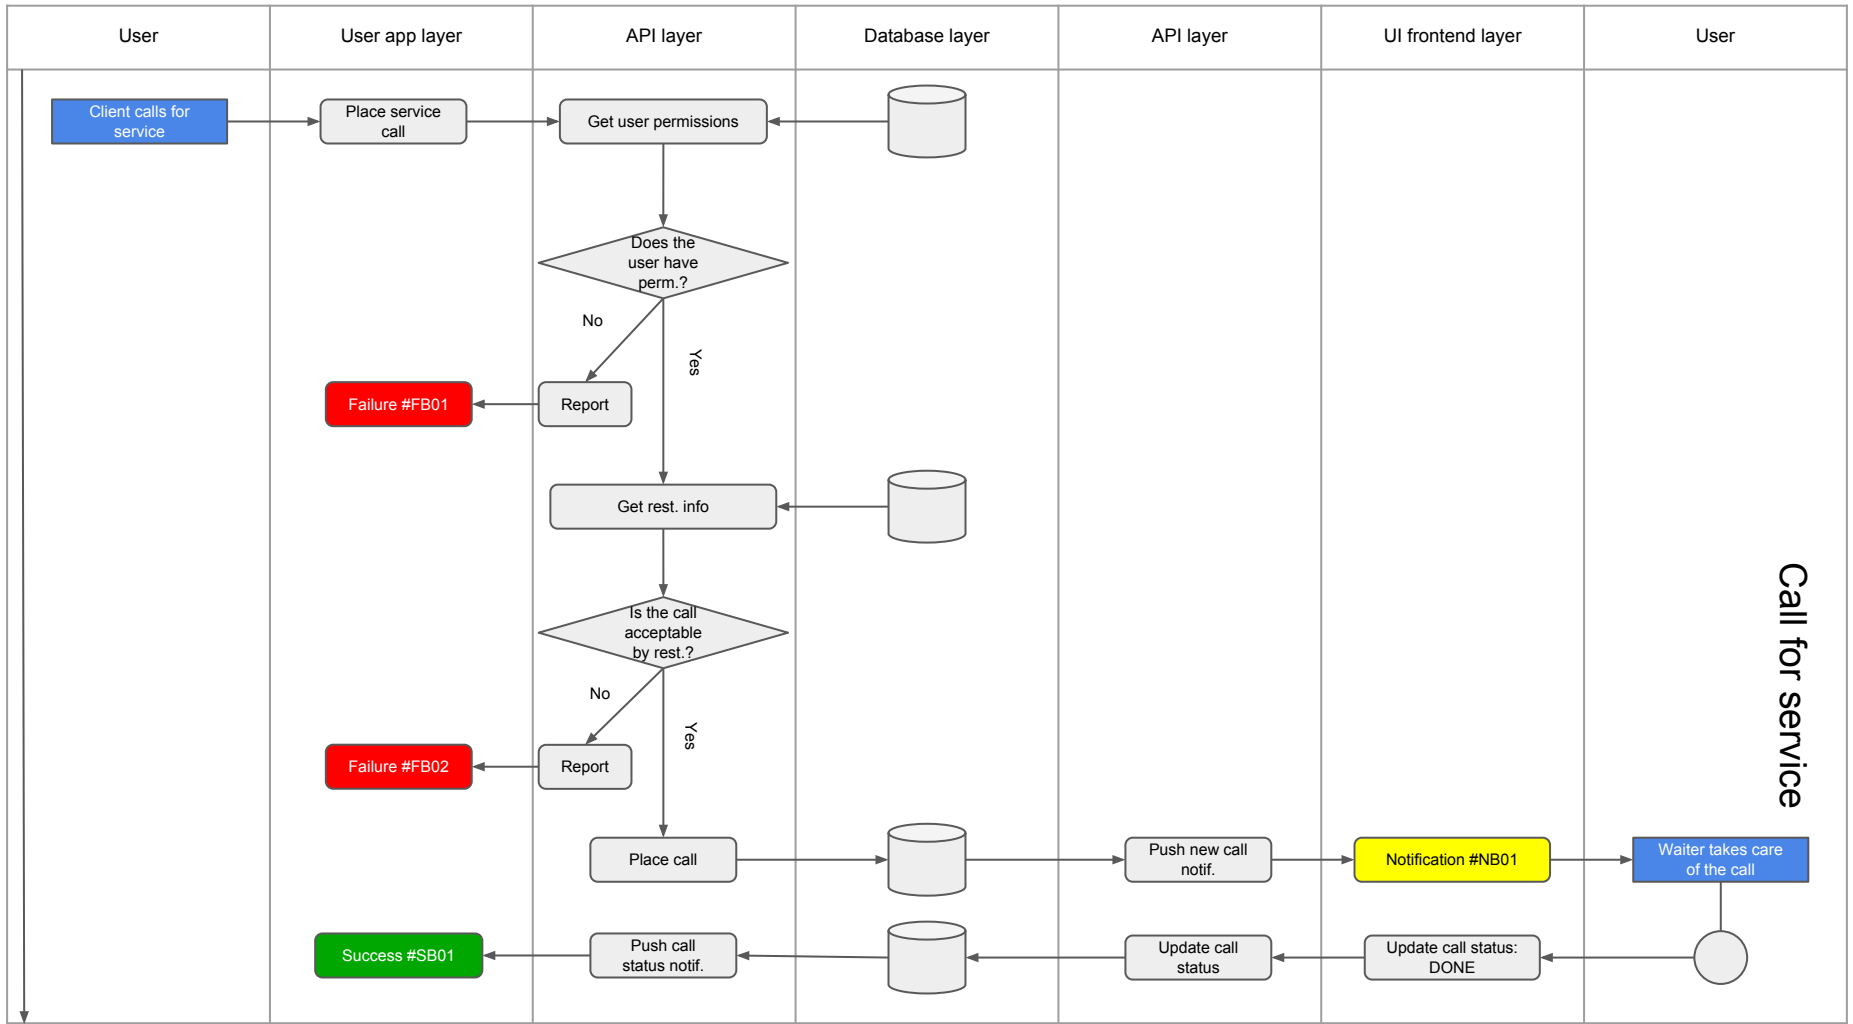 User
User app layer
API layer
Database layer
API layer
UI frontend layer
User
Client calls for
service
Place service
call
Get user permissions
Does the
user have
perm.?
No
Yes
Failure #FB01
Report
Get rest. info
Is the call
acceptable
by rest.?
No
Yes
Failure #FB02
Report
Call for service
Place call
Push new call
notif.
Notification #NB01
Waiter takes care
of the call
Success #SB01
Push call
status notif.
Update call
status
Update call status:
DONE